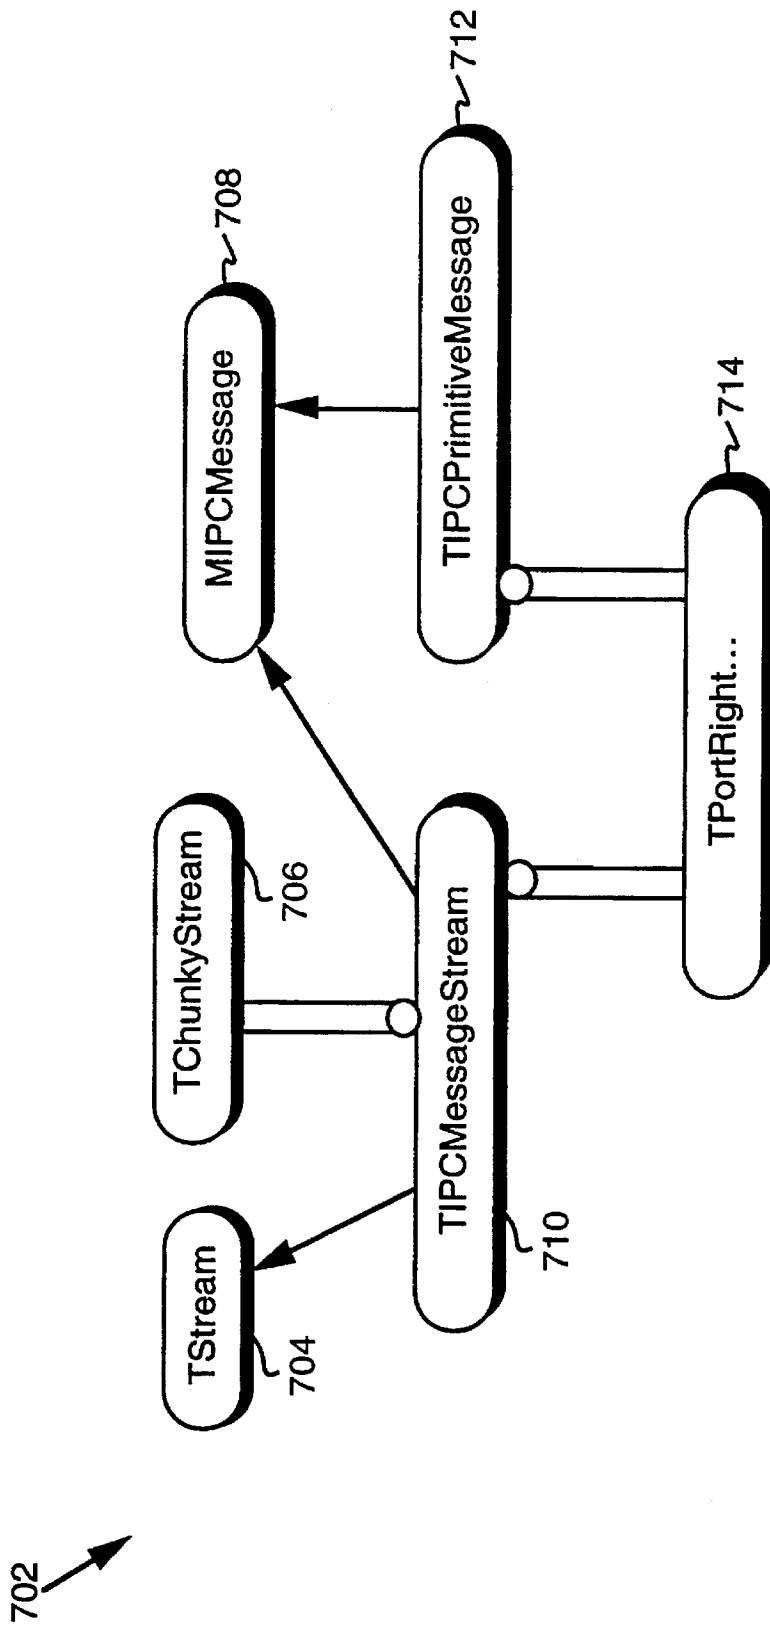 702
TStream
704
TChunkyStream
706
MIPCMessage
708
TIPCMessageStream
710
TIPCPrimitiveMessage
712
TPortRight...
714